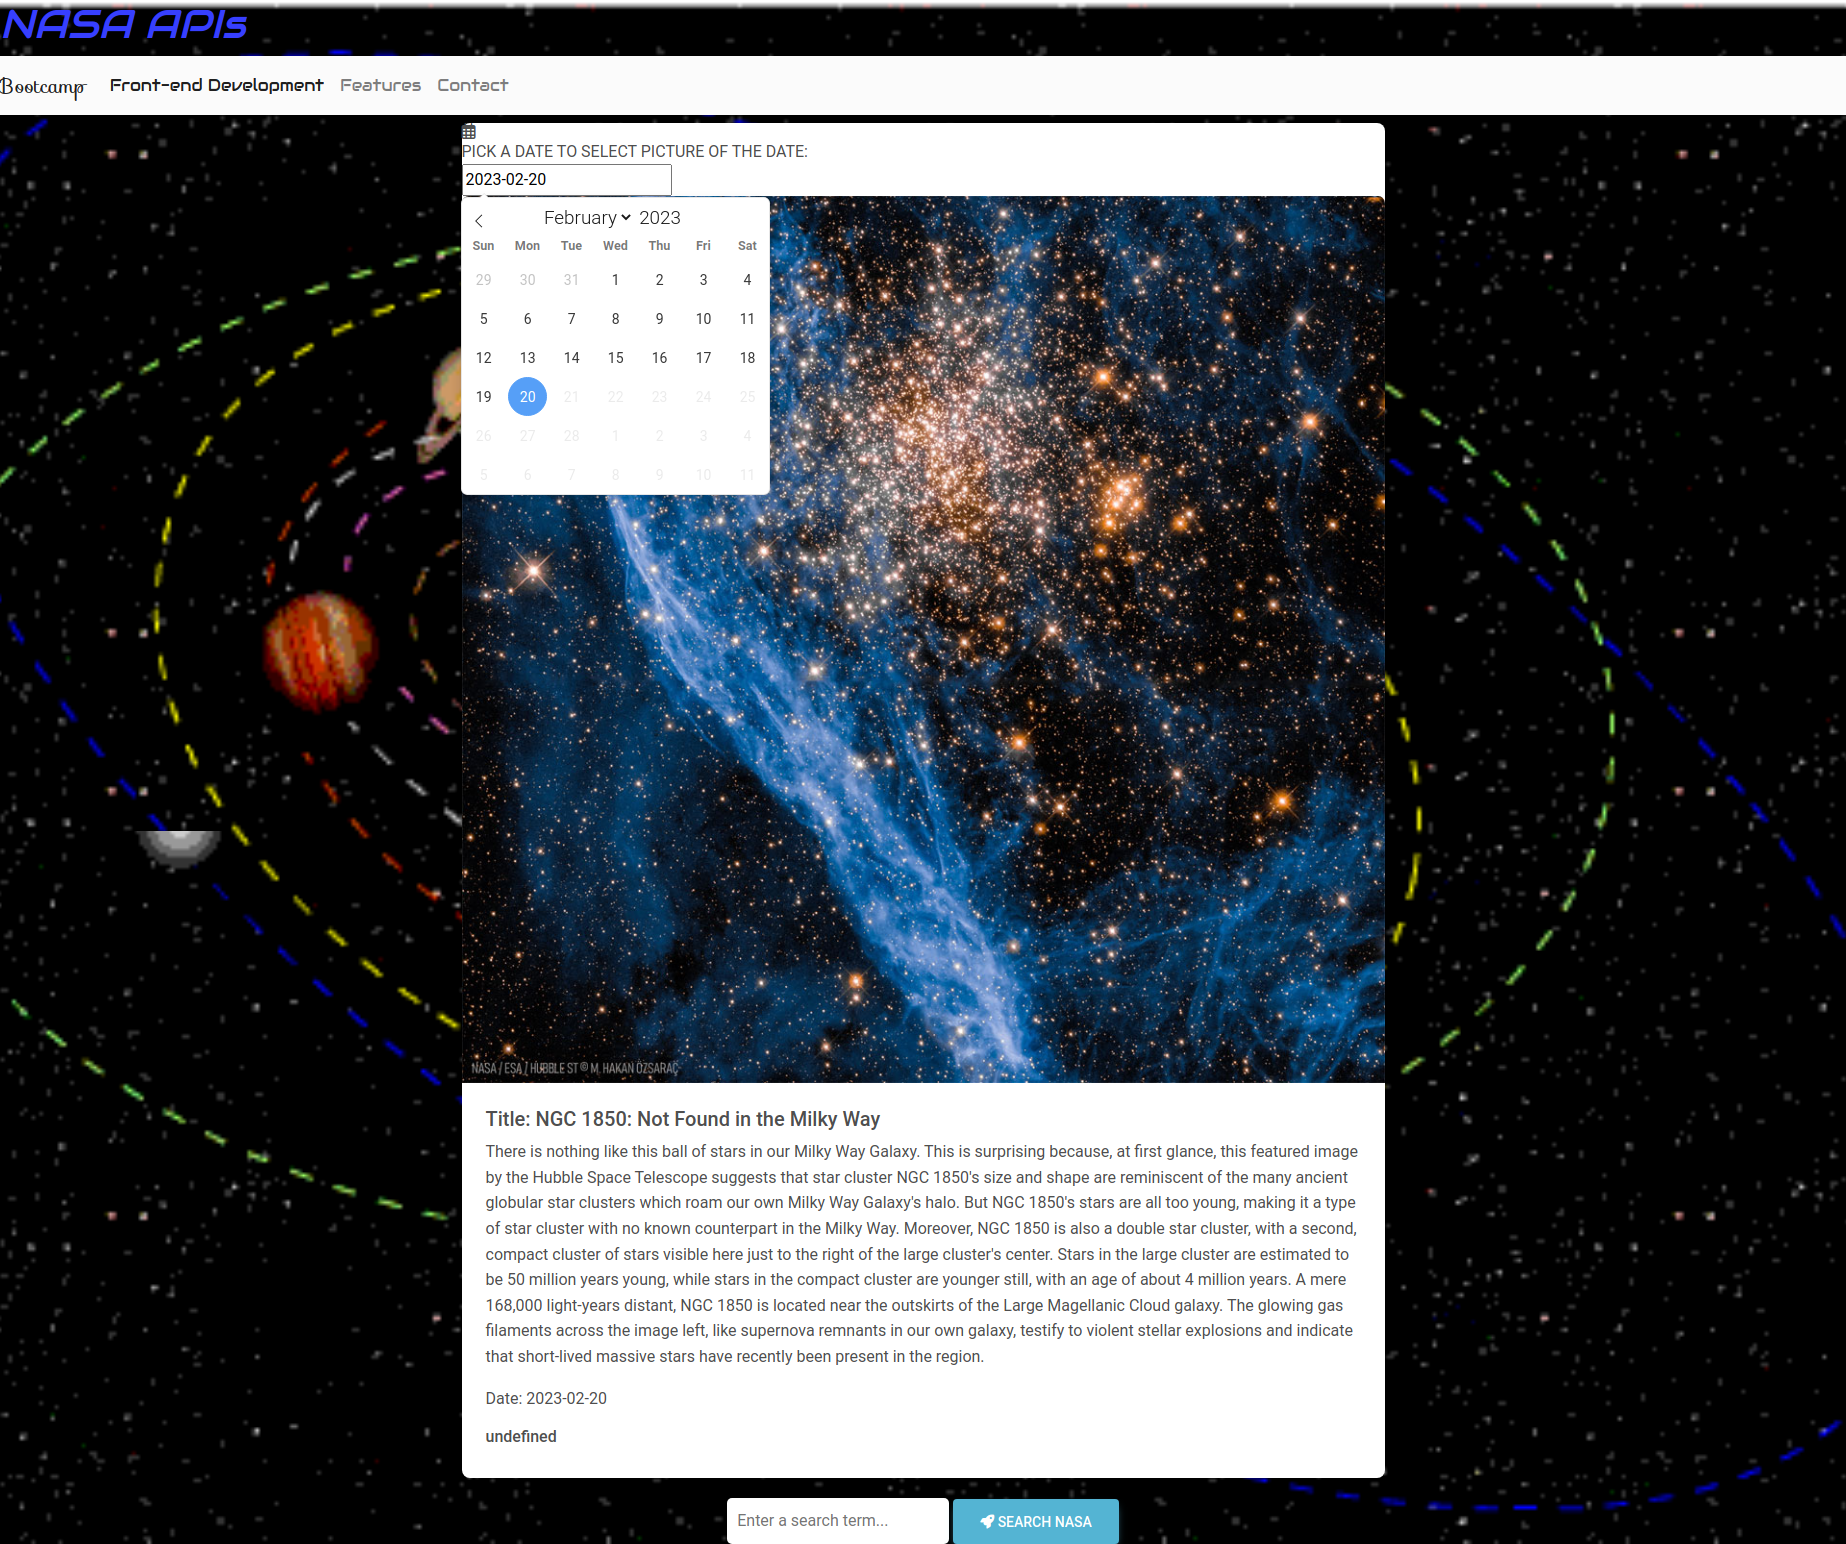 NASA APIs
Bootcamp Front-end Development Features Contact
PICK A DATE TO SELECT PICTURE OF THE DATE:
2023-02-20
February 2023
Sun Mon Tue Wed Thu Fri Sat
29 30 31 1 2 3 4
5 6 7 8 9 10 11
12 13 14 15 16 17 18
19 20 21 22 23 24 25
26 27 28 1 2 3 4
5 6 7 8 9 10 11
NASA / ESA / HUBBLE ST © M. HAKAN ÖZSARAÇ
Title: NGC 1850: Not Found in the Milky Way
There is nothing like this ball of stars in our Milky Way Galaxy. This is surprising because, at first glance, this featured image
by the Hubble Space Telescope suggests that star cluster NGC 1850's size and shape are reminiscent of the many ancient
globular star clusters which roam our own Milky Way Galaxy's halo. But NGC 1850's stars are all too young, making it a type
of star cluster with no known counterpart in the Milky Way. Moreover, NGC 1850 is also a double star cluster, with a second,
compact cluster of stars visible here just to the right of the large cluster's center. Stars in the large cluster are estimated to
be 50 million years young, while stars in the compact cluster are younger still, with an age of about 4 million years. A mere
168,000 light-years distant, NGC 1850 is located near the outskirts of the Large Magellanic Cloud galaxy. The glowing gas
filaments across the image left, like supernova remnants in our own galaxy, testify to violent stellar explosions and indicate
that short-lived massive stars have recently been present in the region.
Date: 2023-02-20
undefined
Enter a search term... SEARCH NASA